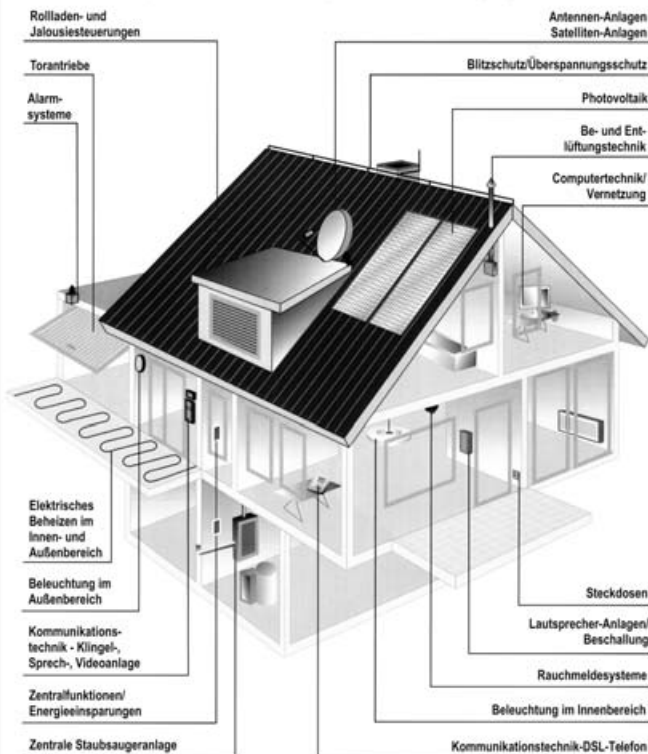 Rollladen- und
Jalousiesteuerungen
Torantriebe
Alarm-
systeme
Elektrisches
Beheizen im
Innen- und
Außenbereich
Beleuchtung im
Außenbereich
Kommunikations-
technik - Klingel-,
Sprech-, Videoanlage
Zentralfunktionen/
Energieeinsparungen
Zentrale Staubsaugeranlage
Antennen-Anlagen
Satelliten-Anlagen
Blitzschutz/Überspannungsschutz
Photovoltaik
Be- und Ent-
lüftungstechnik
Computertechnik/
Vernetzung
Steckdosen
Lautsprecher-Anlagen/
Beschallung
Rauchmeldesysteme
Beleuchtung im Innenbereich
Kommunikationstechnik-DSL-Telefon